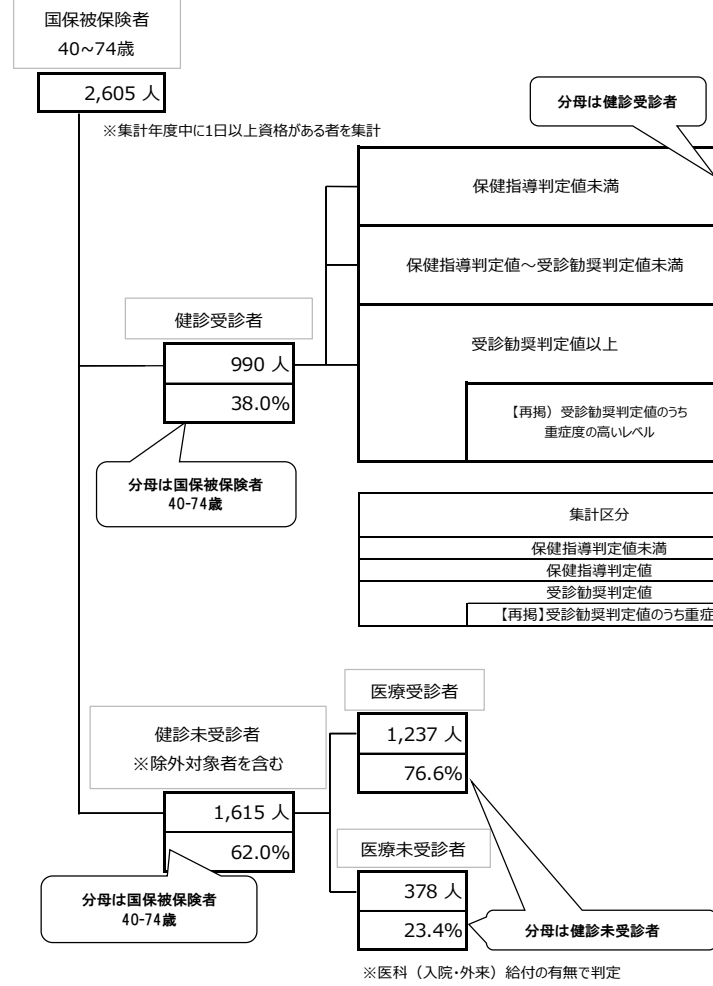 国保被保険者
40~74歳
2,605 人
※集計年度中に1日以上資格がある者を集計
分母は健診受診者
保健指導判定値未満
保健指導判定値～受診勧奨判定値未満
健診受診者
990 人
38.0%
受診勧奨判定値以上
【再掲）受診勧奨判定値のうち
重症度の高いレベル
分母は国保被保険者
40-74歳
集計区分
保健指導判定値未満
保健指導判定値
受診勧奨判定値
【再掲】受診勧奨判定値のうち重症
健診未受診者
※除外対象者を含む
1,615 人
62.0%
分母は国保被保険者
40-74歳
医療受診者
1,237 人
76.6%
医療未受診者
378 人
23.4%
分母は健診未受診者
※医科（入院・外来）給付の有無で判定